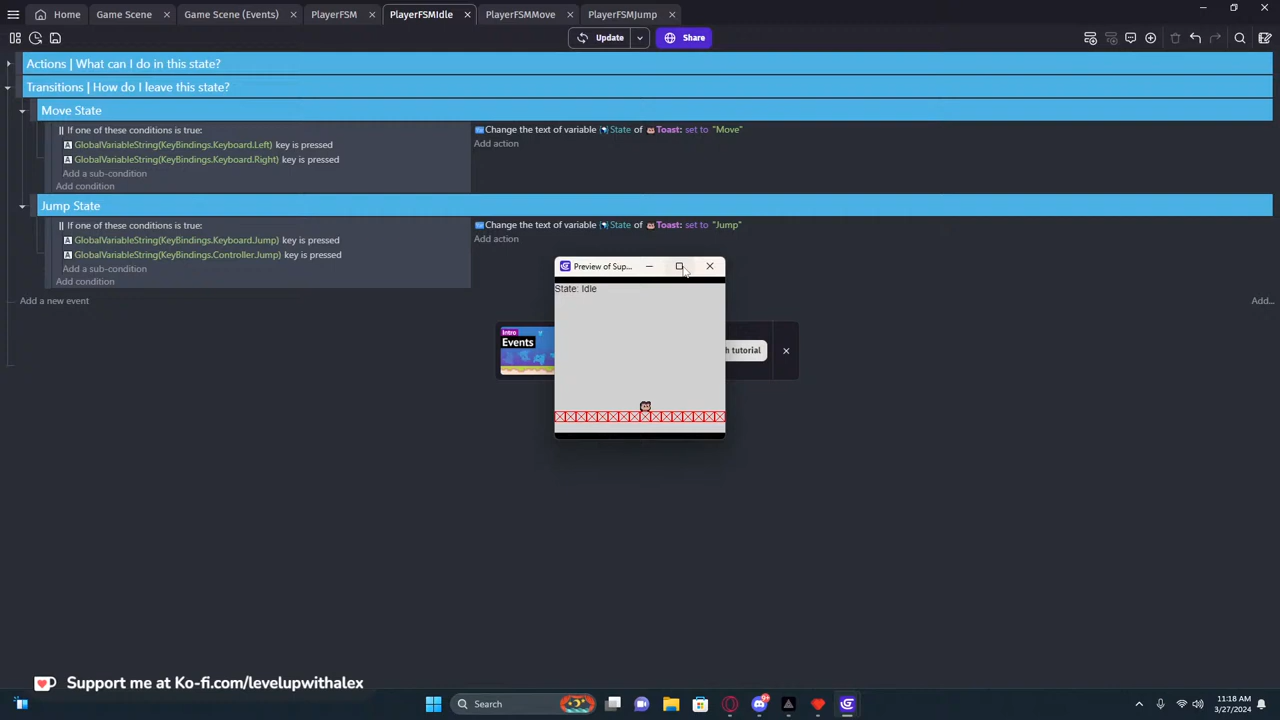 Home
Game Scene
Game Scene (Events)
PlayerFSM
PlayerFSMIdle
PlayerFSMMove
PlayerFSMJump
Update
Share
Actions | What can I do in this state?
Transitions | How do I leave this state?
Move State
|| If one of these conditions is true:
GlobalVariableString(KeyBindings.Keyboard.Left) key is pressed
GlobalVariableString(KeyBindings.Keyboard.Right) key is pressed
Add a sub-condition
Add condition
Change the text of variable State of Toast: set to "Move"
Add action
Jump State
|| If one of these conditions is true:
GlobalVariableString(KeyBindings.Keyboard.Jump) key is pressed
GlobalVariableString(KeyBindings.Controller.Jump) key is pressed
Add a sub-condition
Add condition
Change the text of variable State of Toast: set to "Jump"
Add action
Add a new event
Add...
Preview of Sup...
State: Idle
Intro
Events
h tutorial
Support me at Ko-fi.com/levelupwithalex
Search
9+
11:18 AM
3/27/2024